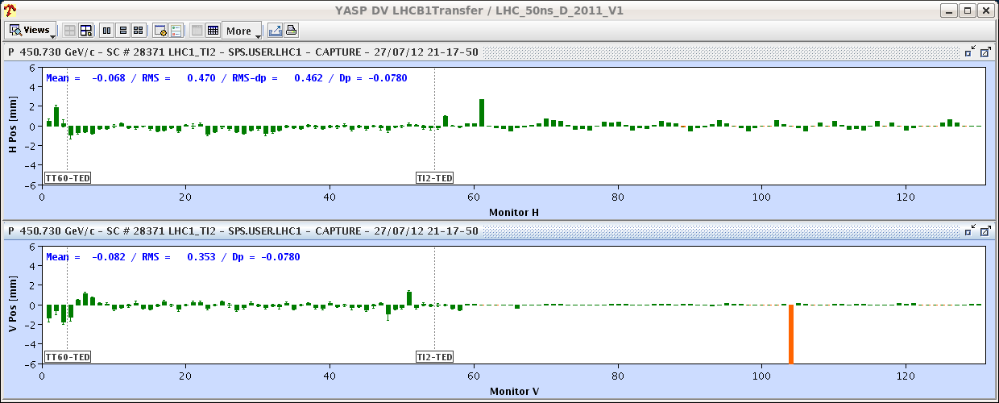 YASP DV LHCB1Transfer / LHC_50ns_D_2011_V1
Views More
P 450.730 GeV/c - SC # 28371 LHC1_TI2 - SPS.USER.LHC1 - CAPTURE - 27/07/12 21-17-50
Mean = -0.068 / RMS = 0.470 / RMS-dp = 0.462 / Dp = -0.0780
H Pos [mm]
6
4
2
0
-2
-4
-6
TT60-TED TI2-TED
0 20 40 60 80 100 120
Monitor H
P 450.730 GeV/c - SC # 28371 LHC1_TI2 - SPS.USER.LHC1 - CAPTURE - 27/07/12 21-17-50
Mean = -0.082 / RMS = 0.353 / Dp = -0.0780
V Pos [mm]
6
4
2
0
-2
-4
-6
TT60-TED TI2-TED
0 20 40 60 80 100 120
Monitor V